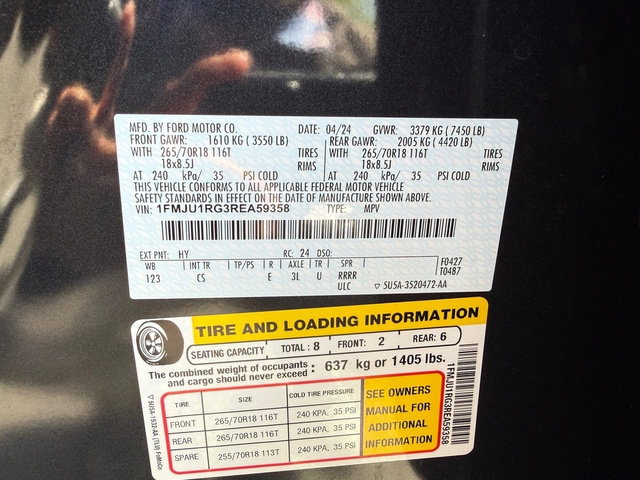 MFD. BY FORD MOTOR CO. DATE: 04/24 GVWR: 3379 KG (7450 LB)
FRONT GAWR: 1610 KG (3550 LB) REAR GAWR: 2005 KG (4420 LB)
WITH 265/70R18 116T TIRES WITH 265/70R18 116T TIRES
18x8.5J RIMS 18x8.5J RIMS
AT 240 kPa/ 35 PSI COLD AT 240 kPa/ 35 PSI COLD
THIS VEHICLE CONFORMS TO ALL APPLICABLE FEDERAL MOTOR VEHICLE
SAFETY STANDARDS IN EFFECT ON THE DATE OF MANUFACTURE SHOWN ABOVE.
VIN: 1FMJU1RG3REA59358 TYPE: MPV
EXT PNT: HY RC: 24 DSO:
WB INT TR TP/PS R AXLE TR SPR F0427
123 CS E 3L U RRRR T0487
ULC ▽ 5U5A-3520472-AA
TIRE AND LOADING INFORMATION
SEATING CAPACITY TOTAL : 8 FRONT: 2 REAR: 6
The combined weight of occupants and cargo should never exceed : 637 kg or 1405 lbs.
TIRE SIZE COLD TIRE PRESSURE
FRONT 265/70R18 116T 240 KPA, 35 PSI
REAR 265/70R18 116T 240 KPA, 35 PSI
SPARE 255/70R18 113T 240 KPA, 35 PSI
SEE OWNERS
MANUAL FOR
ADDITIONAL
INFORMATION
1FMJU1RG3REA59358
▽ 5U5A-1532-AA (TLI) FoMoCo